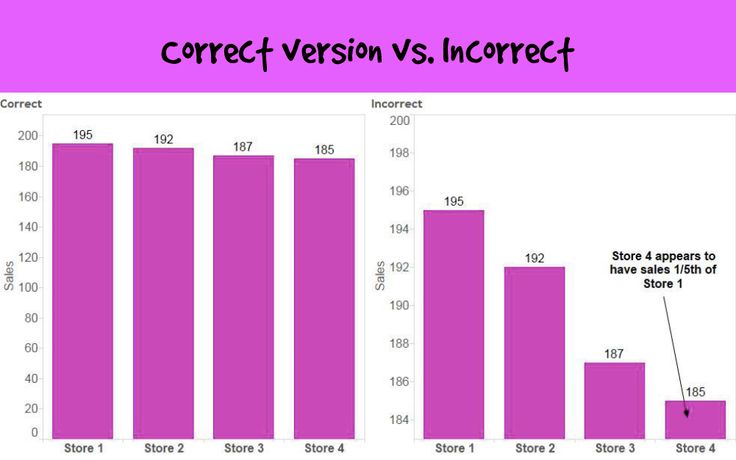 Correct Version Vs. Incorrect
Correct
200
180
160
140
120
100
80
60
40
20
0
Sales
195
192
187
185
Store 1
Store 2
Store 3
Store 4
Incorrect
200
198
196
194
192
190
188
186
184
Sales
195
192
187
185
Store 4 appears to
have sales 1/5th of
Store 1
Store 1
Store 2
Store 3
Store 4